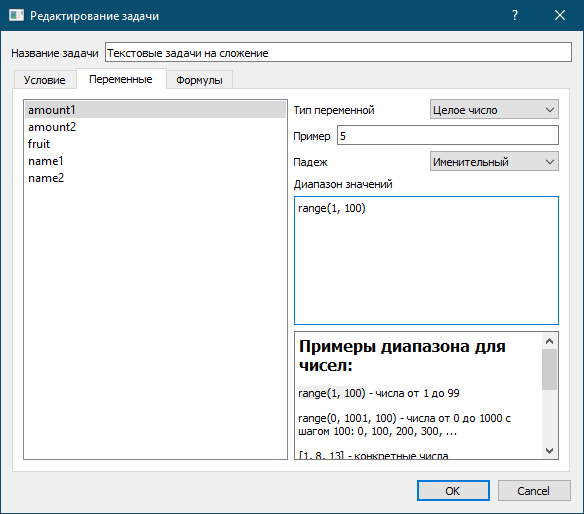 Редактирование задачи
Название задачи Текстовые задачи на сложение
Условие Переменные Формулы
amount1
amount2
fruit
name1
name2
Тип переменной Целое число
Пример 5
Падеж Именительный
Диапазон значений
range(1, 100)
Примеры диапазона для
чисел:
range(1, 100) - числа от 1 до 99
range(0, 1001, 100) - числа от 0 до 1000 с
шагом 100: 0, 100, 200, 300, ...
[1, 8, 13] - конкретные числа
OK Cancel